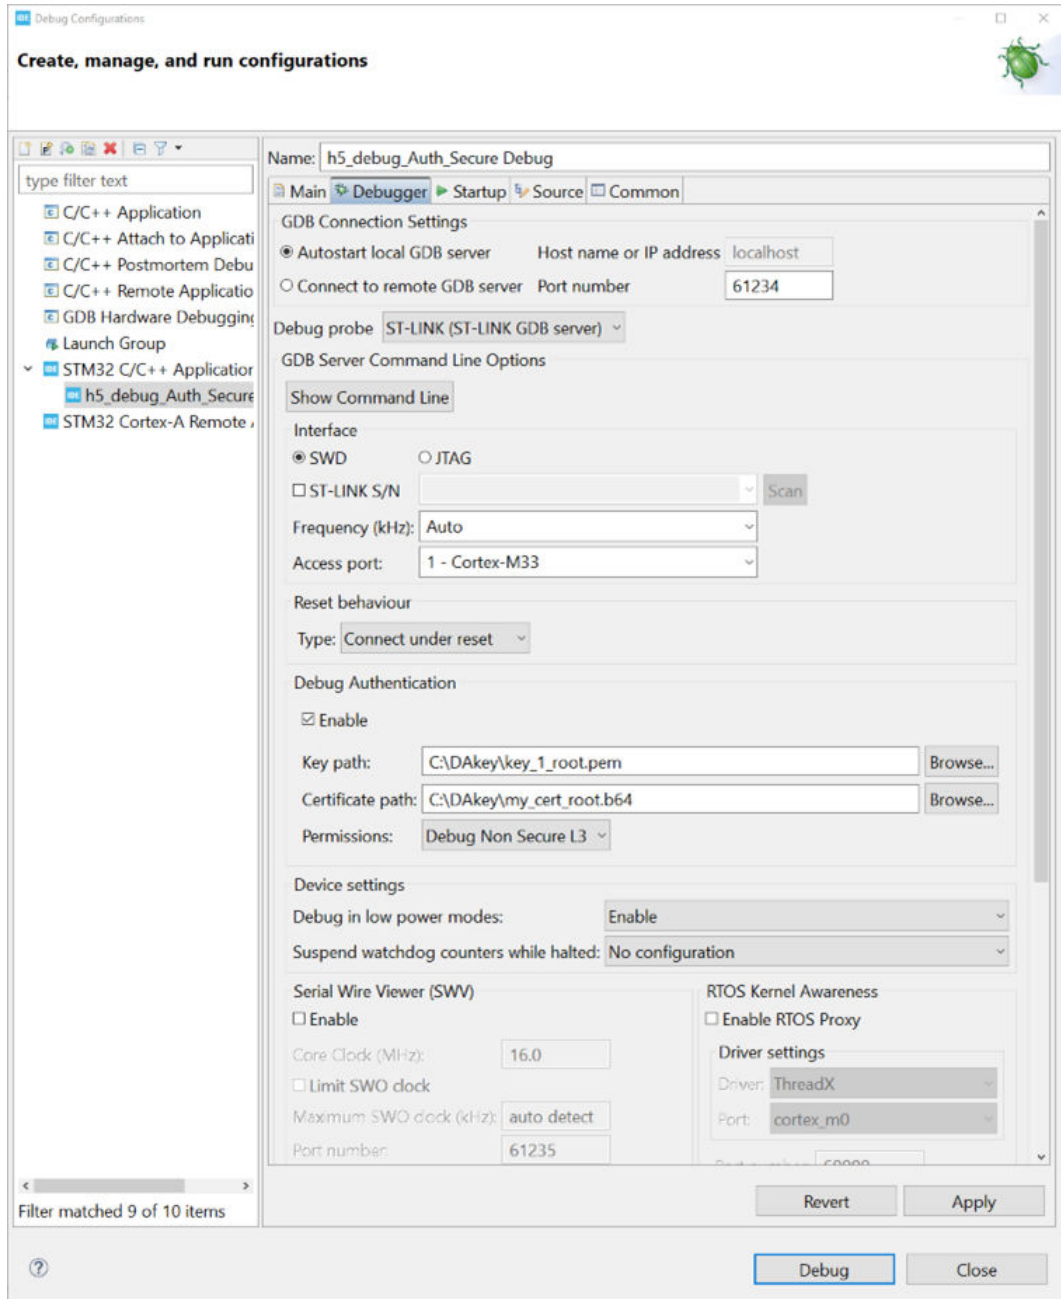 IDE Debug Configurations
Create, manage, and run configurations
type filter text
C/C++ Application
C/C++ Attach to Applicati
C/C++ Postmortem Debu
C/C++ Remote Applicatio
GDB Hardware Debugging
Launch Group
IDE STM32 C/C++ Application
IDE h5_debug_Auth_Secure
IDE STM32 Cortex-A Remote
Filter matched 9 of 10 items
Name: h5_debug_Auth_Secure Debug
Main Debugger Startup Source Common
GDB Connection Settings
Autostart local GDB server Host name or IP address localhost
Connect to remote GDB server Port number 61234
Debug probe ST-LINK (ST-LINK GDB server)
GDB Server Command Line Options
Show Command Line
Interface
SWD JTAG
ST-LINK S/N Scan
Frequency (kHz): Auto
Access port: 1 - Cortex-M33
Reset behaviour
Type: Connect under reset
Debug Authentication
Enable
Key path: C:\DAkey\key_1_root.pem Browse...
Certificate path: C:\DAkey\my_cert_root.b64 Browse...
Permissions: Debug Non Secure L3
Device settings
Debug in low power modes: Enable
Suspend watchdog counters while halted: No configuration
Serial Wire Viewer (SWV)
Enable
Core Clock (MHz): 16.0
Limit SWO clock
Maximum SWO clock (kHz): auto detect
Port number: 61235
RTOS Kernel Awareness
Enable RTOS Proxy
Driver settings
Driver: ThreadX
Port: cortex_m0
Port number: 60000
Revert Apply
Debug Close